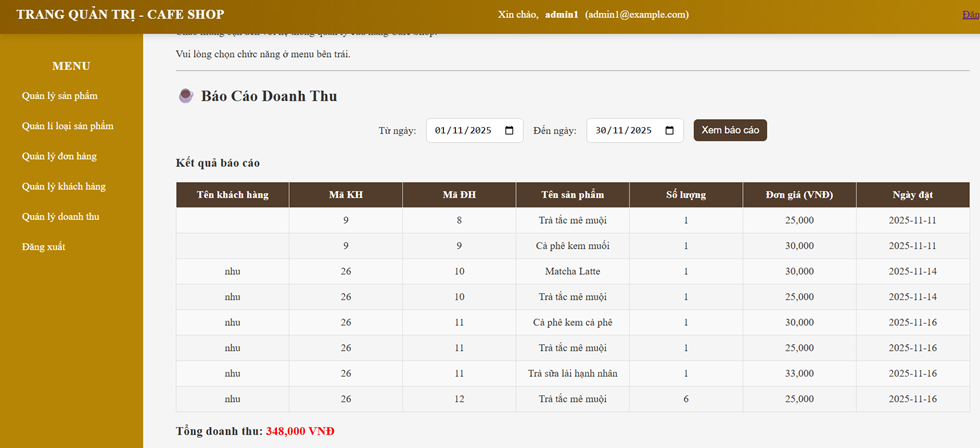 TRANG QUẢN TRỊ - CAFE SHOP
Xin chào, admin1 (admin1@example.com)
Đăn
Vui lòng chọn chức năng ở menu bên trái.
MENU
Quản lý sản phẩm
Quản lí loại sản phẩm
Quản lý đơn hàng
Quản lý khách hàng
Quản lý doanh thu
Đăng xuất
Báo Cáo Doanh Thu
Từ ngày: 01/11/2025 Đến ngày: 30/11/2025 Xem báo cáo
Kết quả báo cáo
Tên khách hàng Mã KH Mã ĐH Tên sản phẩm Số lượng Đơn giá (VNĐ) Ngày đặt
9 8 Trà tắc mê muội 1 25,000 2025-11-11
9 9 Cà phê kem muối 1 30,000 2025-11-11
nhu 26 10 Matcha Latte 1 30,000 2025-11-14
nhu 26 10 Trà tắc mê muội 1 25,000 2025-11-14
nhu 26 11 Cà phê kem cà phê 1 30,000 2025-11-16
nhu 26 11 Trà tắc mê muội 1 25,000 2025-11-16
nhu 26 11 Trà sữa lài hạnh nhân 1 33,000 2025-11-16
nhu 26 12 Trà tắc mê muội 6 25,000 2025-11-16
Tổng doanh thu: 348,000 VNĐ